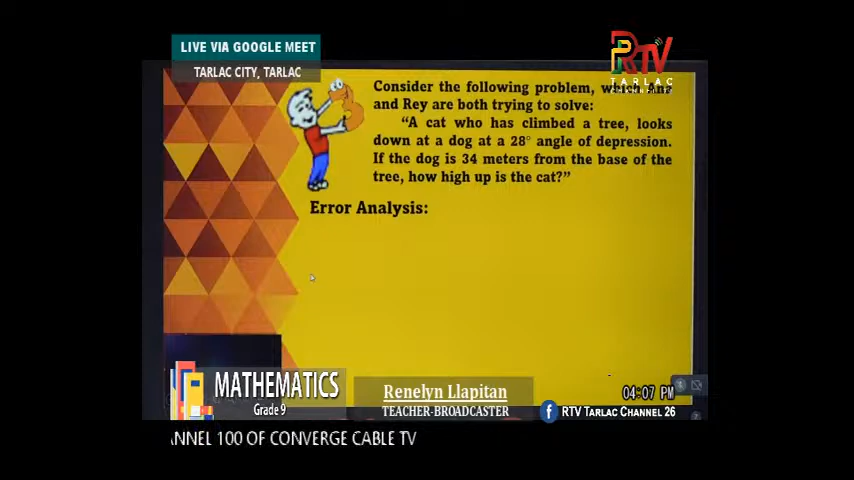 LIVE VIA GOOGLE MEET
TARLAC CITY, TARLAC
RTV
TARLAC
Consider the following problem, which Ana
and Rey are both trying to solve:
"A cat who has climbed a tree, looks
down at a dog at a 28° angle of depression.
If the dog is 34 meters from the base of the
tree, how high up is the cat?"
Error Analysis:
MATHEMATICS
Grade 9
Renelyn Llapitan
TEACHER-BROADCASTER
04:07 PM
RTV TARLAC CHANNEL 26
ANNEL 100 OF CONVERGE CABLE TV